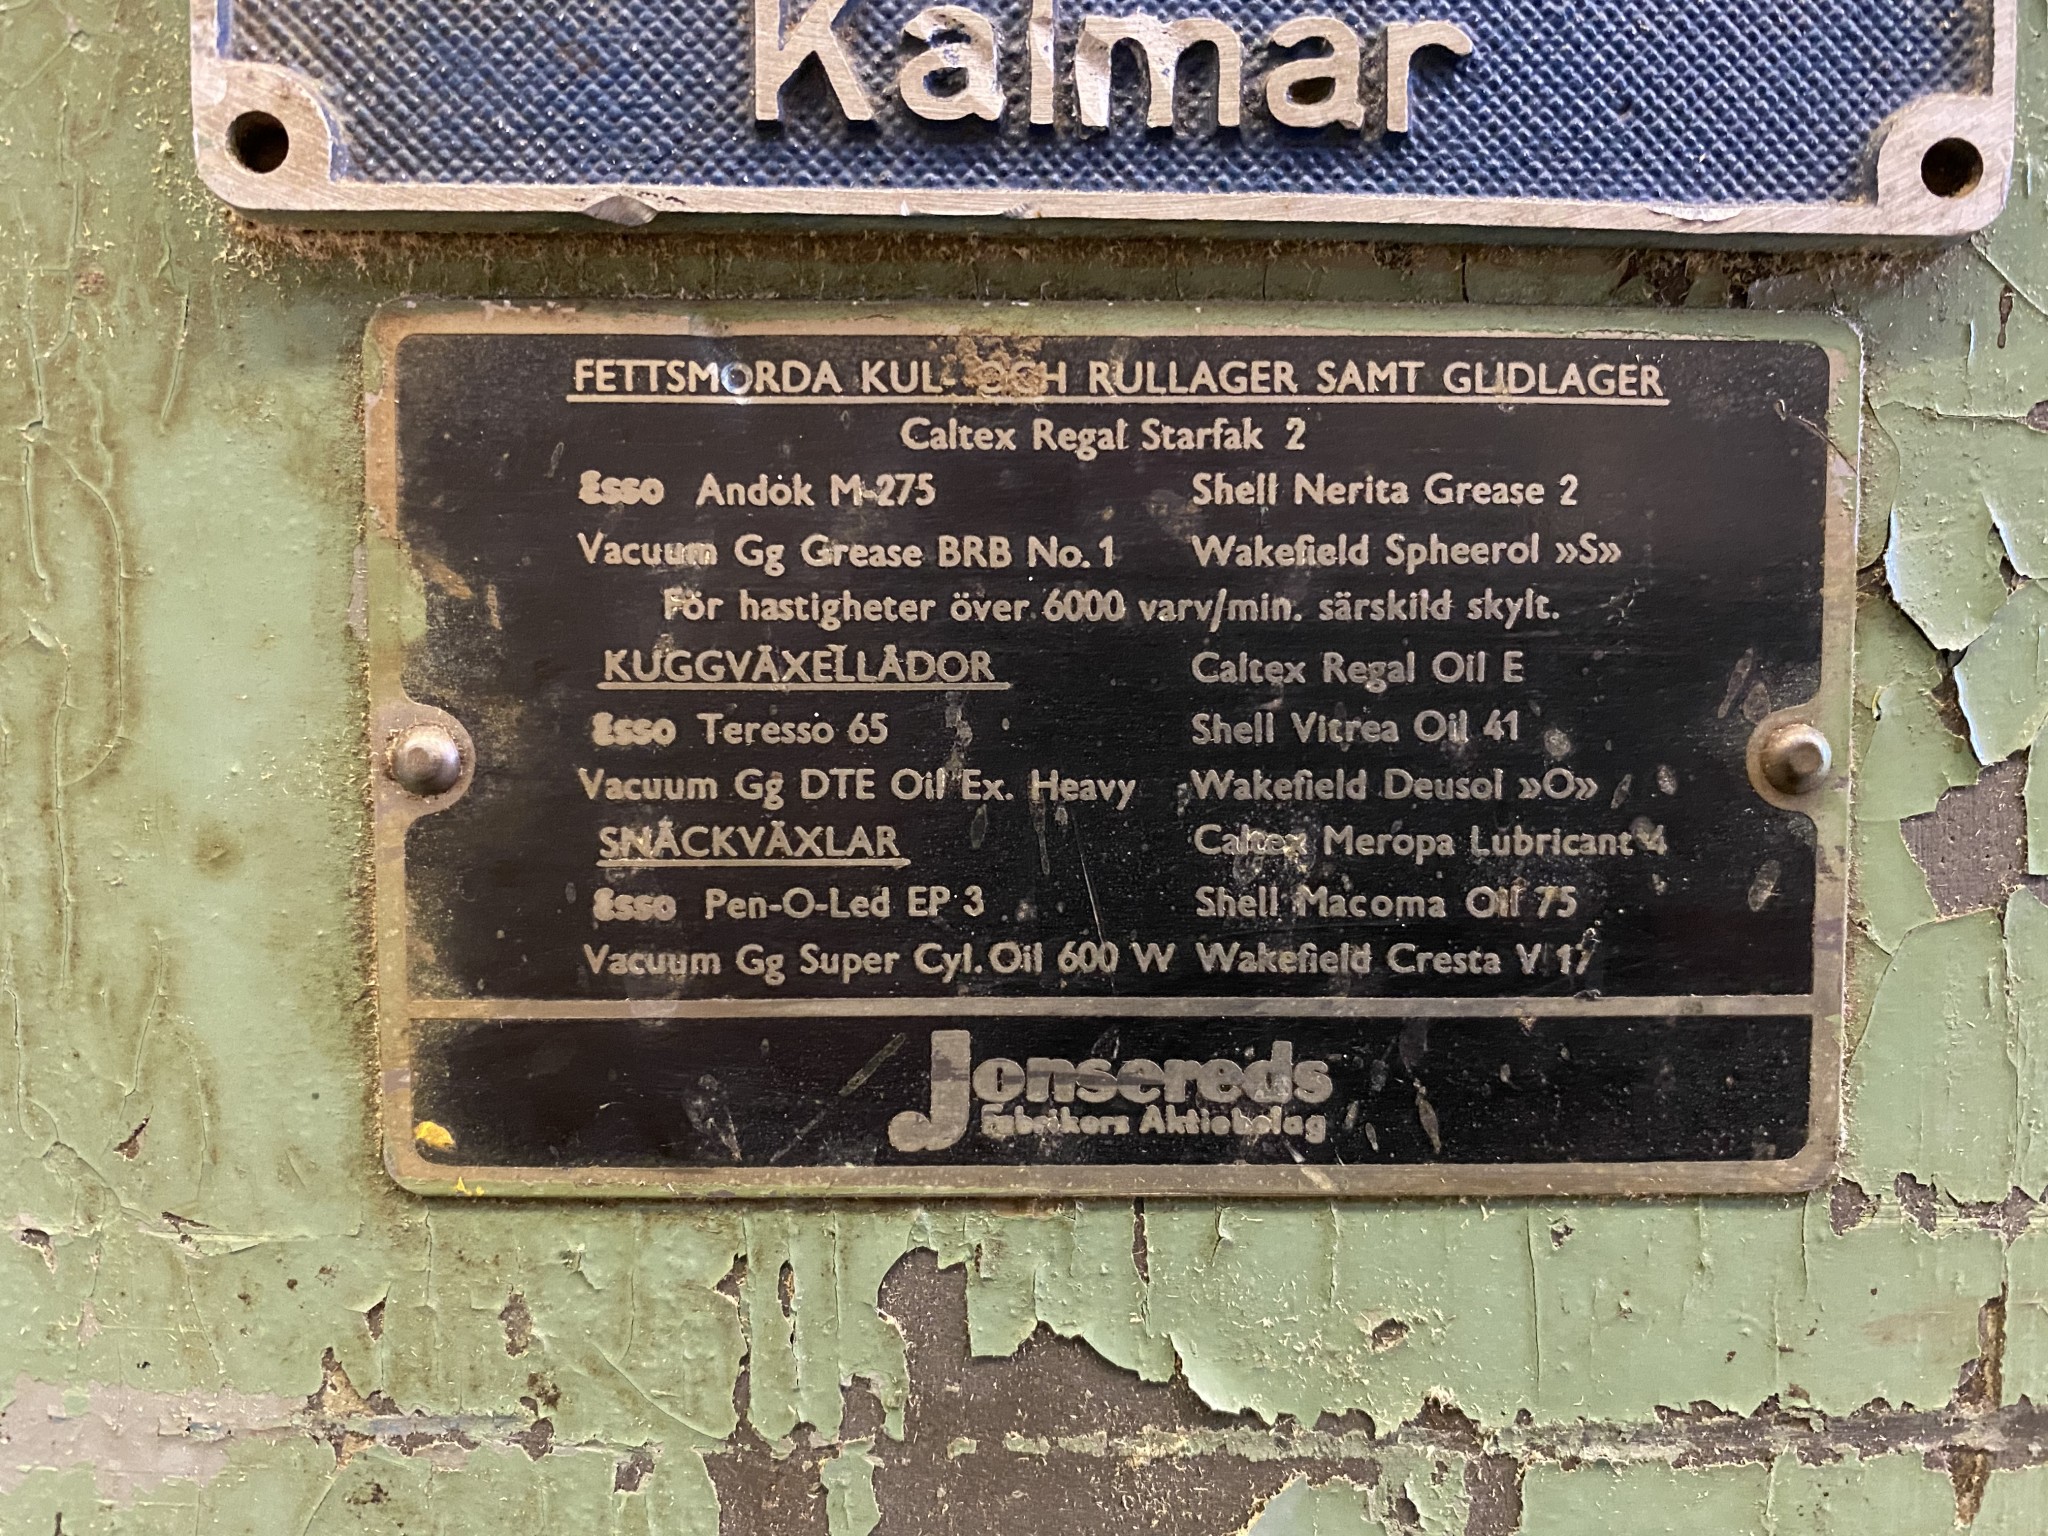 Kalmar
FETTSMORDA KUL- OCH RULLAGER SAMT GLIDLAGER
Caltex Regal Starfak 2
Esso Andok M-275 Shell Nerita Grease 2
Vacuum Gg Grease BRB No. 1 Wakefield Spheerol »S»
För hastigheter över 6000 varv/min. särskild skylt.
KUGGVÄXELLÅDOR Caltex Regal Oil E
Esso Teresso 65 Shell Vitrea Oil 41
Vacuum Gg DTE Oil Ex. Heavy Wakefield Deusol »O»
SNÄCKVÄXLAR Caltex Meropa Lubricant 4
Esso Pen-O-Led EP 3 Shell Macoma Oil 75
Vacuum Gg Super Cyl. Oil 600 W Wakefield Cresta V 17
Jonsereds
Fabrikers Aktiebolag